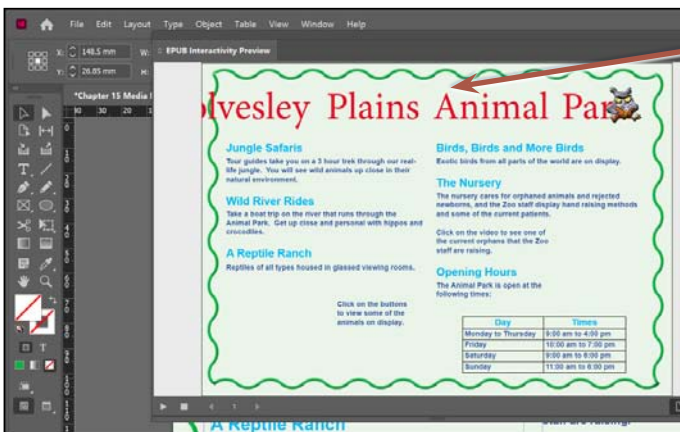 File Edit Layout Type Object Table View Window Help
X: 148.5 mm W:
Y: 26.85 mm H:
EPUB Interactivity Preview
*Chapter 15 Media
olvesley Plains Animal Par
Jungle Safaris
Tour guides take you on a 3 hour trek through our real-
life jungle. You will see wild animals up close in their
natural environment.
Wild River Rides
Take a boat trip on the river that runs through the
Animal Park. Get up close and personal with hippos and
crocodiles.
A Reptile Ranch
Reptiles of all types housed in glassed viewing rooms.
Click on the buttons
to view some of the
animals on display.
Birds, Birds and More Birds
Exotic birds from all parts of the world are on display.
The Nursery
The nursery cares for orphaned animals and rejected
newborns, and the Zoo staff display hand raising methods
and some of the current patients.
Click on the video to see one of
the current orphans that the Zoo
staff are raising.
Opening Hours
The Animal Park is open at the
following times:
Day Times
Monday to Thursday 9:00 am to 4:00 pm
Friday 10:00 am to 7:00 pm
Saturday 9:00 am to 8:00 pm
Sunday 11:00 am to 6:00 pm
1
A Reptile Ranch